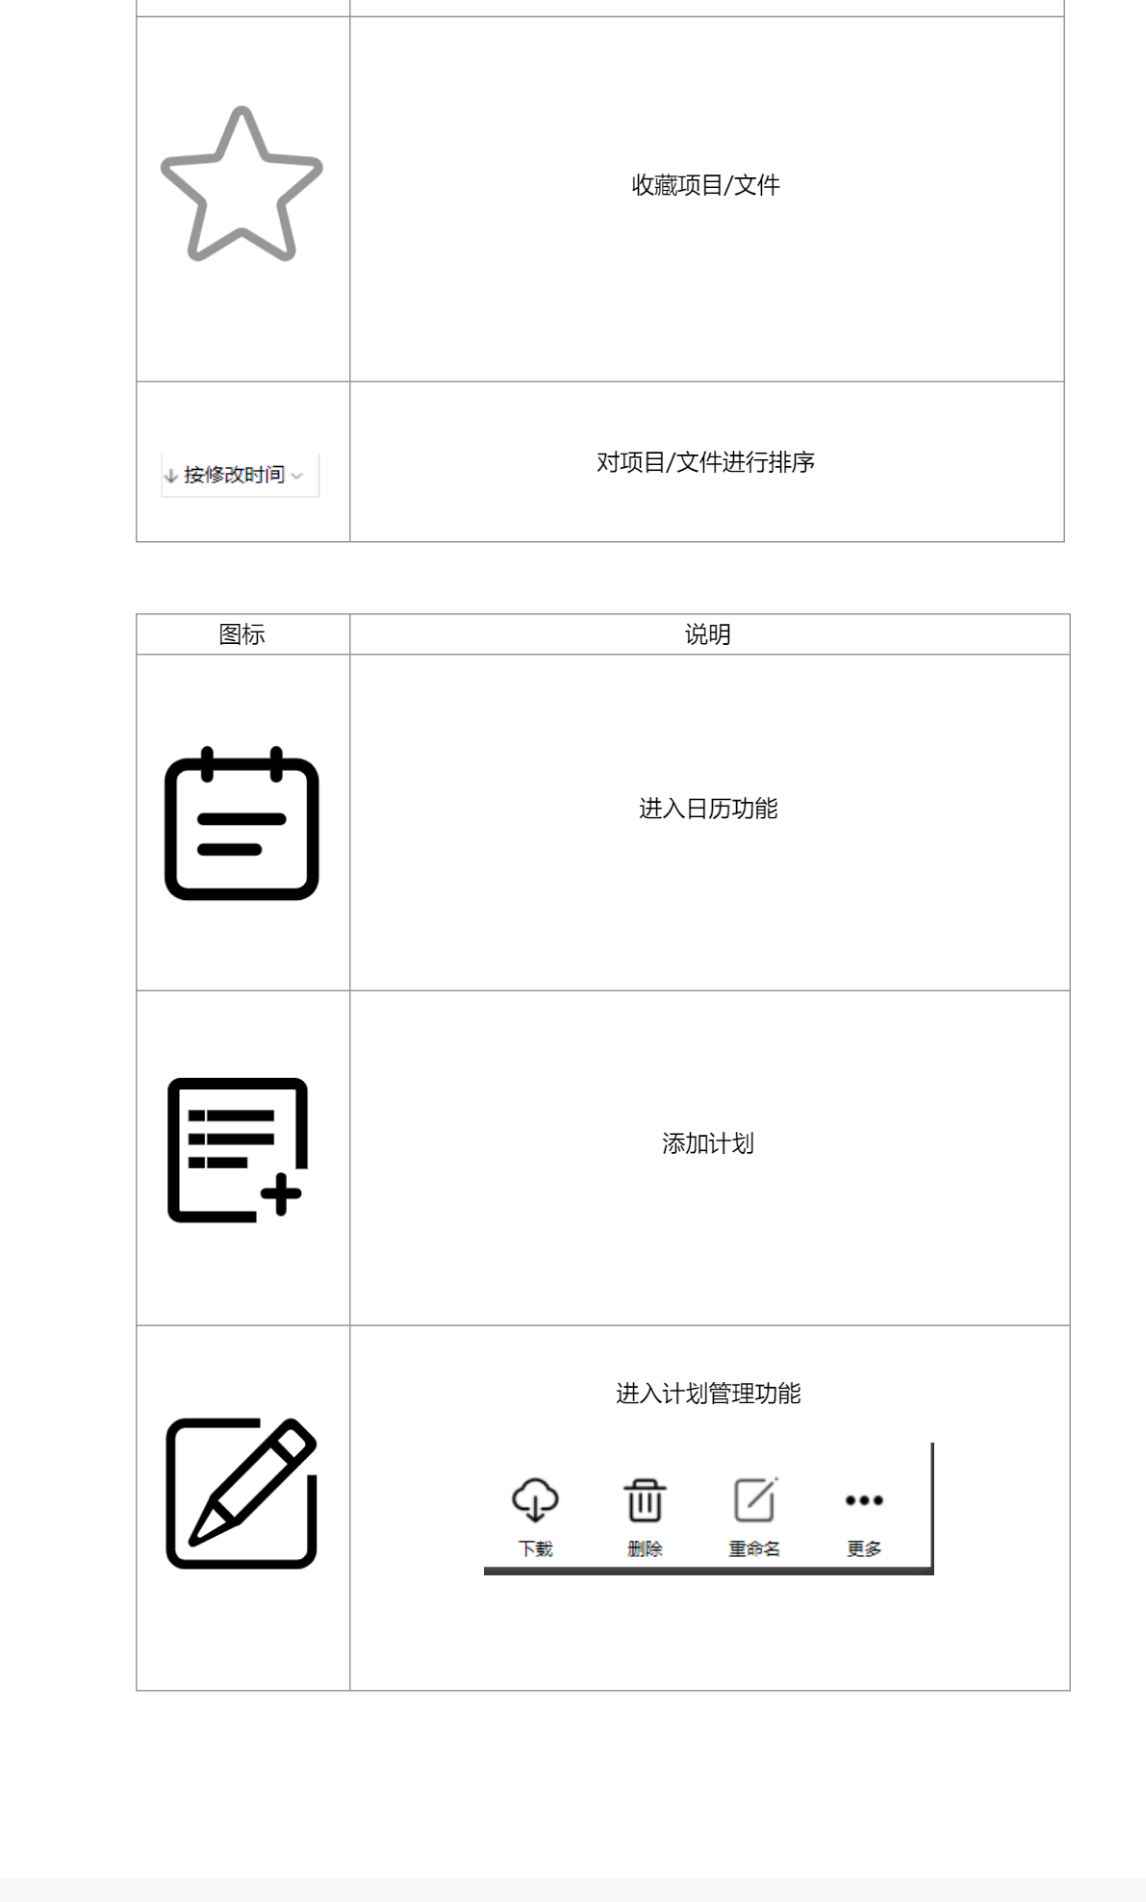 收藏项目/文件
按修改时间
对项目/文件进行排序
图标
说明
进入日历功能
添加计划
进入计划管理功能
下载
删除
重命名
更多